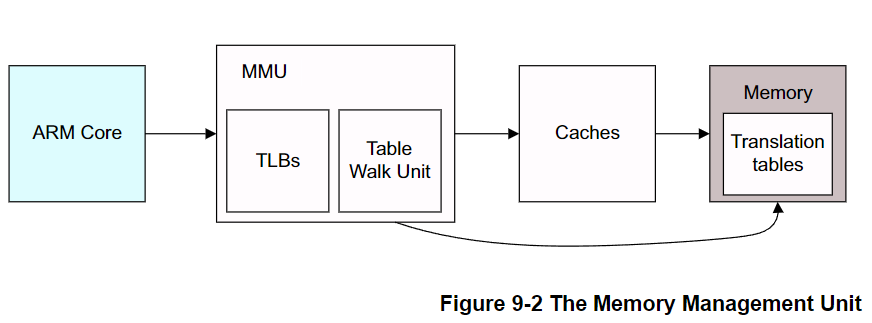 ARM Core
MMU
TLBs
Table
Walk Unit
Caches
Memory
Translation
tables
Figure 9-2 The Memory Management Unit